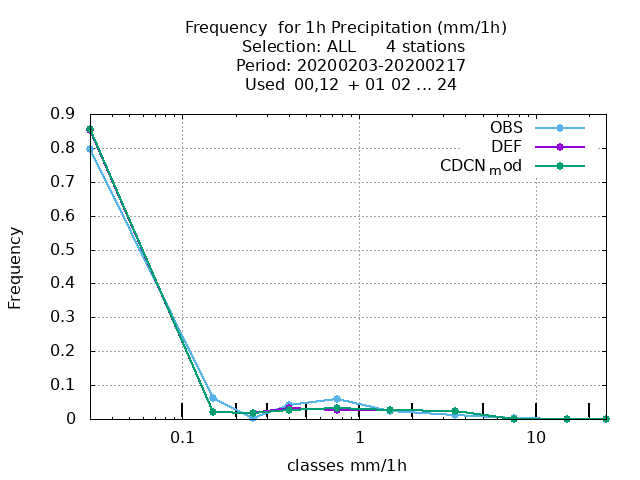 Frequency  for 1h Precipitation (mm/1h)
Selection: ALL      4 stations
Period: 20200203-20200217
Used  00,12  + 01 02 ... 24
OBS
DEF
CDCN_mod
0.9
0.8
0.7
0.6
0.5
0.4
0.3
0.2
0.1
0
Frequency
0.1
1
10
classes mm/1h